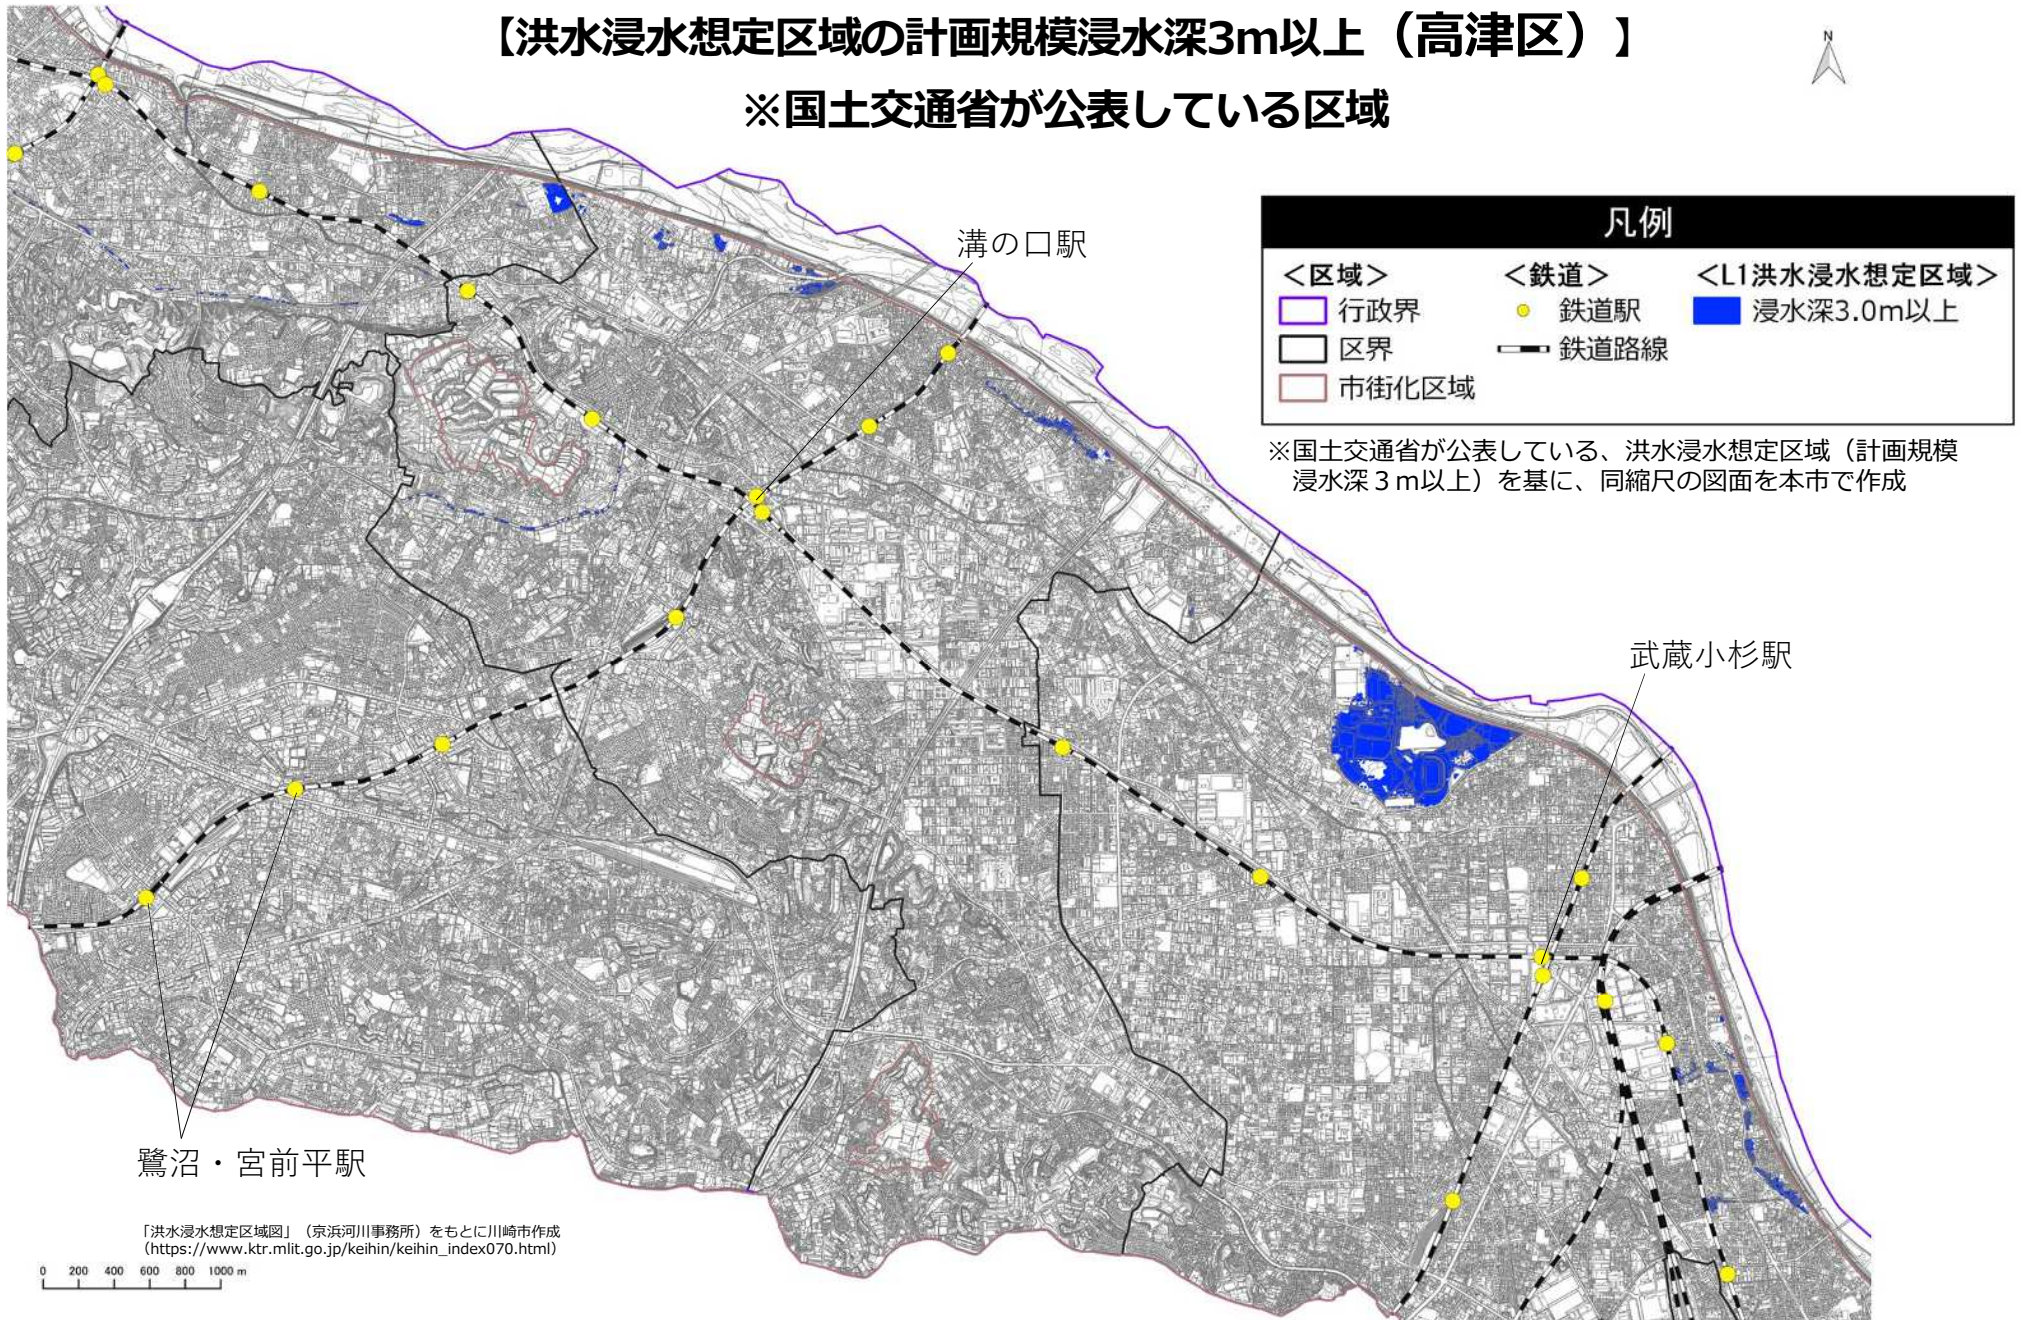 【洪水浸水想定区域の計画規模浸水深3m以上（高津区）】
※国土交通省が公表している区域
N
凡例
＜区域＞
行政界
区界
市街化区域
＜鉄道＞
鉄道駅
鉄道路線
＜L1洪水浸水想定区域＞
浸水深3.0m以上
※国土交通省が公表している、洪水浸水想定区域（計画規模
浸水深３ｍ以上）を基に、同縮尺の図面を本市で作成
溝の口駅
武蔵小杉駅
鷺沼・宮前平駅
「洪水浸水想定区域図」（京浜河川事務所）をもとに川崎市作成
（https://www.ktr.mlit.go.jp/keihin/keihin_index070.html）
0 200 400 600 800 1000 m